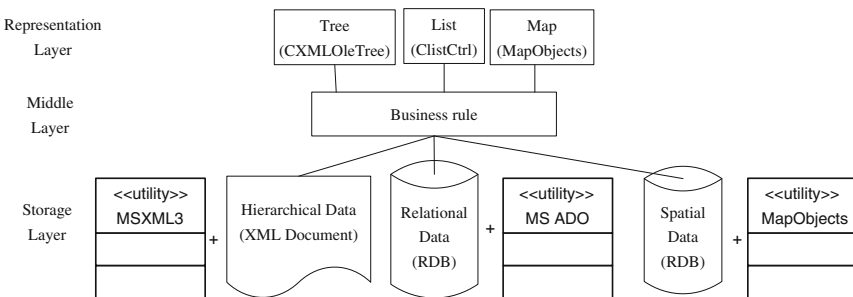 Representation
Layer
Tree
(CXMLOleTree)
List
(ClistCtrl)
Map
(MapObjects)
Middle
Layer
Business rule
Storage
Layer
<<utility>>
MSXML3
+
Hierarchical Data
(XML Document)
Relational
Data
(RDB)
+
<<utility>>
MS ADO
Spatial
Data
(RDB)
+
<<utility>>
MapObjects